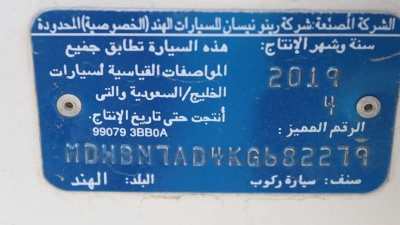 الشركة المصنعة: شركة رينو نيسان للسيارات الهند (الخصوصية) المحدودة
سنة وشهر الإنتاج: هذه السيارة تطابق جميع
2019 المواصفات القياسية لسيارات
4 الخليج/السعودية والتى
الرقم المميز: أنتجت حتى تاريخ الإنتاج.
99079 3BB0A
MDHBN7AD4KG682279
صنف: سيارة ركوب البلد: الهند